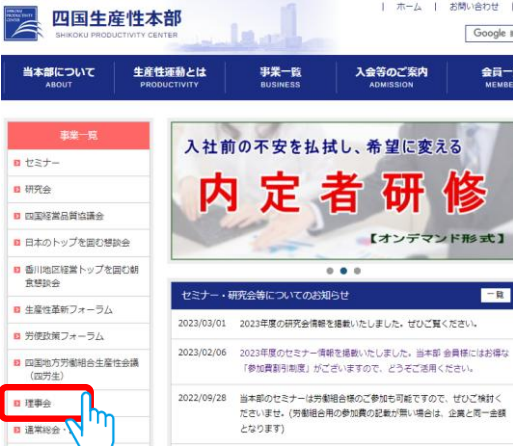 四国生産性本部
SHIKOKU PRODUCTIVITY CENTER
ホーム
お問い合わせ
Google
当本部について
ABOUT
生産性運動とは
PRODUCTIVITY
事業一覧
BUSINESS
入会等のご案内
ADMISSION
会員一
MEMBE
事業一覧
セミナー
研究会
四国経営品質協議会
日本のトップを囲む懇談会
香川地区経営トップを囲む朝
食懇談会
生産性革新フォーラム
労使政策フォーラム
四国地方労働組合生産性会議
（四労生）
理事会
通常総会・
入社前の不安を払拭し、希望に変える
内定者研修
【オンデマンド形式】
セミナー・研究会等についてのお知らせ
一覧
2023/03/01 2023年度の研究会情報を掲載いたしました。ぜひご覧ください。
2023/02/06 2023年度のセミナー情報を掲載いたしました。当本部 会員様にはお得な
「参加費割引制度」がございますので、どうぞご活用ください。
2022/09/28 当本部のセミナーは労働組合様のご参加も可能ですので、ぜひご検討く
ださいませ。(労働組合用の参加費の記載が無い場合は、企業と同一金額
となります)